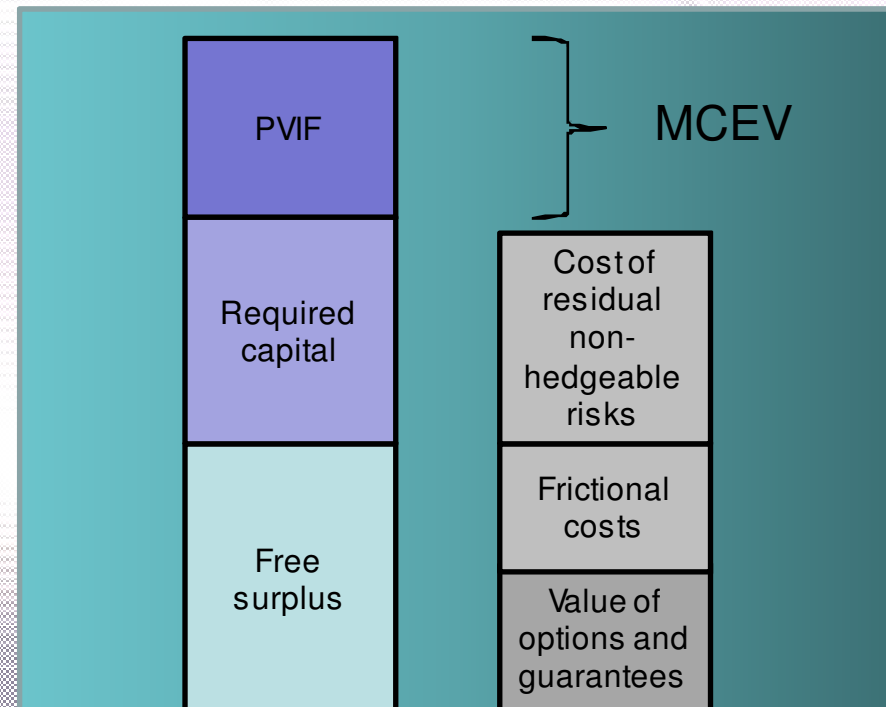 PVIF
MCEV
Required
capital
Free
surplus
Cost of
residual
non-
hedgeable
risks
Frictional
costs
Value of
options and
guarantees